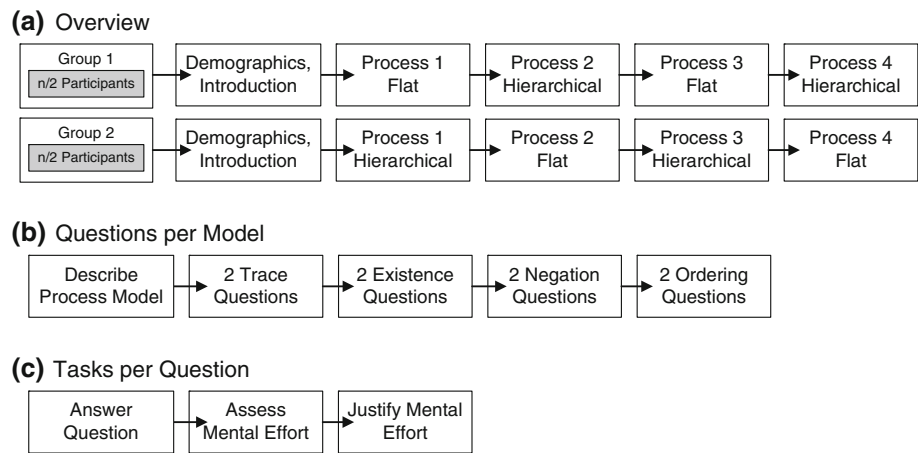 (a) Overview
Group 1
n/2 Participants
Demographics,
Introduction
Process 1
Flat
Process 2
Hierarchical
Process 3
Flat
Process 4
Hierarchical
Group 2
n/2 Participants
Demographics,
Introduction
Process 1
Hierarchical
Process 2
Flat
Process 3
Hierarchical
Process 4
Flat
(b) Questions per Model
Describe
Process Model
2 Trace
Questions
2 Existence
Questions
2 Negation
Questions
2 Ordering
Questions
(c) Tasks per Question
Answer
Question
Assess
Mental Effort
Justify Mental
Effort